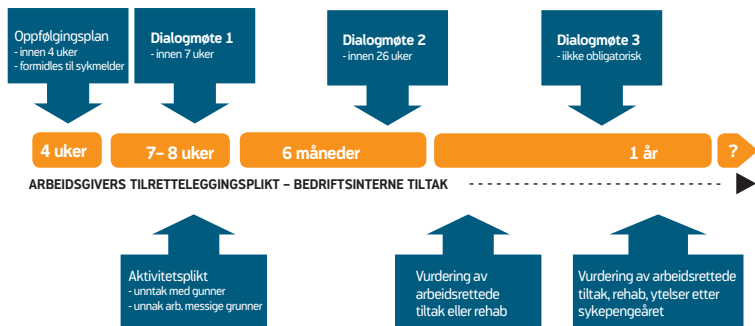 Oppfølgingsplan
- innen 4 uker
- formidles til sykmelder
Dialogmøte 1
- innen 7 uker
Dialogmøte 2
- innen 26 uker
Dialogmøte 3
- iikke obligatorisk
4 uker
7– 8 uker
6 måneder
1 år
?
ARBEIDSGIVERS TILRETTELEGGINGSPLIKT – BEDRIFTSINTERNE TILTAK
Aktivitetsplikt
- unntak med gunner
- unnak arb. messige grunner
Vurdering av
arbeidsrettede
tiltak eller rehab
Vurdering av arbeidsrettede
tiltak, rehab, ytelser etter
sykepengeåret